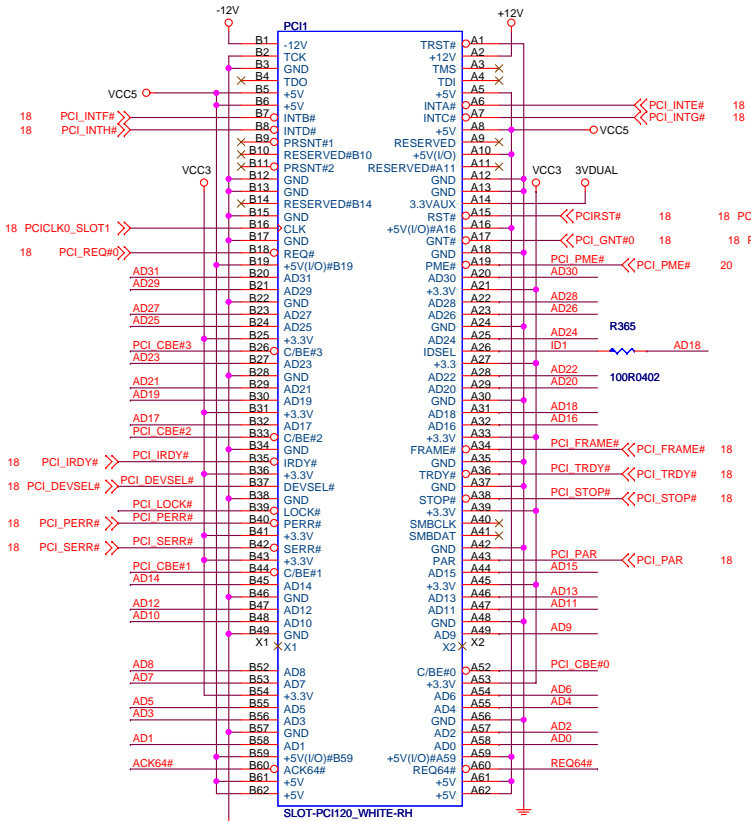 -12V +12V
PCI1
B1 -12V TRST# A1
B2 TCK +12V A2
B3 GND TMS A3
B4 TDO TDI A4
VCC5 B5 +5V +5V A5
B6 +5V INTA# A6 PCI_INTE# 18
18 PCI_INTF# B7 INTB# INTC# A7 PCI_INTG# 18
18 PCI_INTH# B8 INTD# +5V A8 VCC5
B9 PRSNT#1 RESERVED A9
B10 RESERVED#B10 +5V(I/O) A10
B11 PRSNT#2 RESERVED#A11 A11
VCC3 B12 GND GND A12 VCC3 3VDUAL
B13 GND GND A13
B14 RESERVED#B14 3.3VAUX A14
B15 GND RST# A15 PCIRST# 18 18 PC
18 PCICLK0_SLOT1 B16 CLK +5V(I/O)#A16 A16
B17 GND GNT# A17 PCI_GNT#0 18 18 P
18 PCI_REQ#0 B18 REQ# GND A18
B19 +5V(I/O)#B19 PME# A19 PCI_PME# PCI_PME# 20
AD31 B20 AD31 AD30 A20 AD30
AD29 B21 AD29 +3.3V A21
B22 GND AD28 A22 AD28
AD27 B23 AD27 AD26 A23 AD26
AD25 B24 AD25 GND A24
B25 +3.3V AD24 A25 AD24 R365
PCI_CBE#3 B26 C/BE#3 IDSEL A26 ID1 AD18
AD23 B27 AD23 +3.3 A27
B28 GND AD22 A28 AD22 100R0402
AD21 B29 AD21 AD20 A29 AD20
AD19 B30 AD19 GND A30
B31 +3.3V AD18 A31 AD18
AD17 B32 AD17 AD16 A32 AD16
PCI_CBE#2 B33 C/BE#2 +3.3V A33
B34 GND FRAME# A34 PCI_FRAME# PCI_FRAME# 18
18 PCI_IRDY# PCI_IRDY# B35 IRDY# GND A35
B36 +3.3V TRDY# A36 PCI_TRDY# PCI_TRDY# 18
18 PCI_DEVSEL# PCI_DEVSEL# B37 DEVSEL# GND A37
B38 GND STOP# A38 PCI_STOP# PCI_STOP# 18
PCI_LOCK# B39 LOCK# +3.3V A39
18 PCI_PERR# PCI_PERR# B40 PERR# SMBCLK A40
B41 +3.3V SMBDAT A41
18 PCI_SERR# PCI_SERR# B42 SERR# GND A42
B43 +3.3V PAR A43 PCI_PAR PCI_PAR 18
PCI_CBE#1 B44 C/BE#1 AD15 A44 AD15
AD14 B45 AD14 +3.3V A45
B46 GND AD13 A46 AD13
AD12 B47 AD12 AD11 A47 AD11
AD10 B48 AD10 GND A48
B49 GND AD9 A49 AD9
X1 X1 X2 X2
AD8 B52 AD8 C/BE#0 A52 PCI_CBE#0
AD7 B53 AD7 +3.3V A53
B54 +3.3V AD6 A54 AD6
AD5 B55 AD5 AD4 A55 AD4
AD3 B56 AD3 GND A56
B57 GND AD2 A57 AD2
AD1 B58 AD1 AD0 A58 AD0
B59 +5V(I/O)#B59 +5V(I/O)#A59 A59
ACK64# B60 ACK64# REQ64# A60 REQ64#
B61 +5V +5V A61
B62 +5V +5V A62
SLOT-PCI120_WHITE-RH